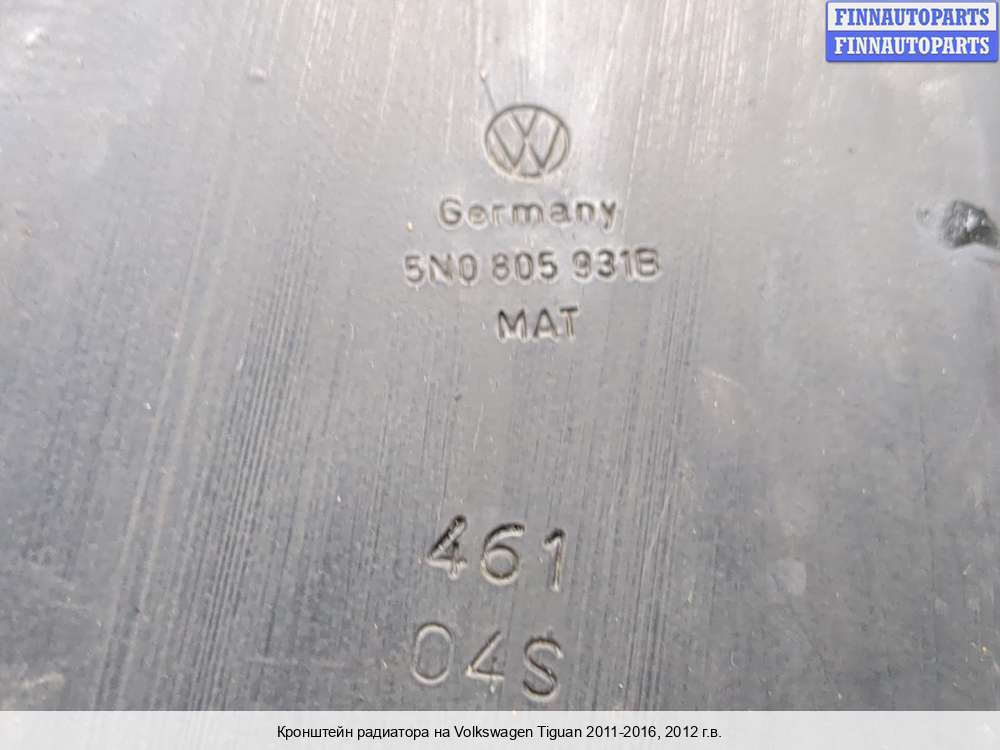 FINNAUTOPARTS
FINNAUTOPARTS
Germany
5N0 805 931B
MAT
461
04S
Кронштейн радиатора на Volkswagen Tiguan 2011-2016, 2012 г.в.